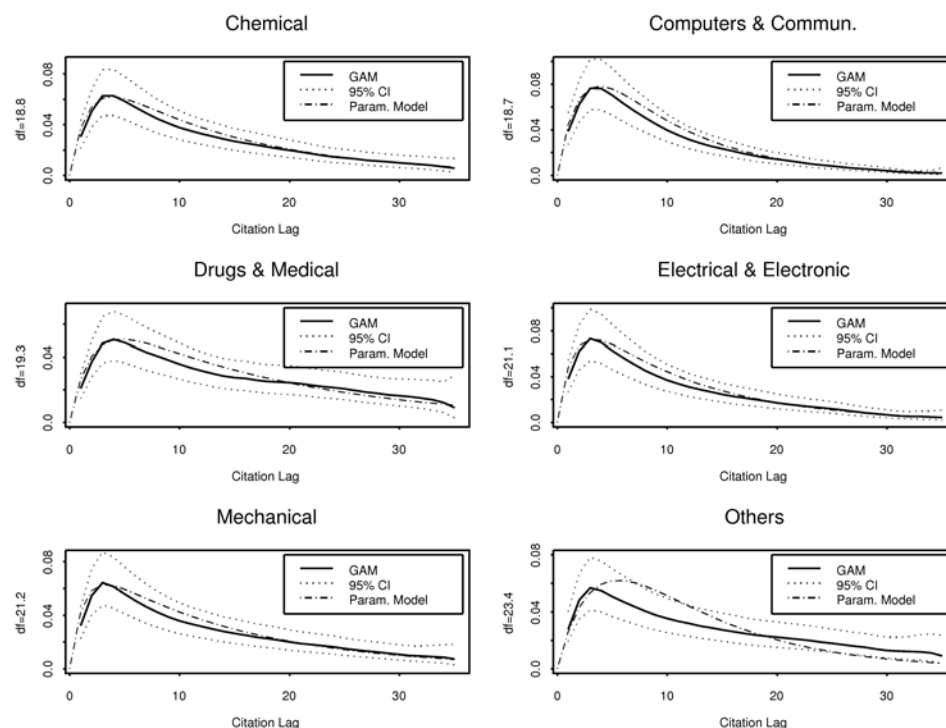 Chemical
df=18.8
0.0 0.04 0.08
GAM
95% CI
Param. Model
0 10 20 30
Citation Lag
Computers & Commun.
df=18.7
0.0 0.04 0.08
GAM
95% CI
Param. Model
0 10 20 30
Citation Lag
Drugs & Medical
df=19.3
0.0 0.04
GAM
95% CI
Param. Model
0 10 20 30
Citation Lag
Electrical & Electronic
df=21.1
0.0 0.04 0.08
GAM
95% CI
Param. Model
0 10 20 30
Citation Lag
Mechanical
df=21.2
0.0 0.04 0.08
GAM
95% CI
Param. Model
0 10 20 30
Citation Lag
Others
df=23.4
0.0 0.04 0.08
GAM
95% CI
Param. Model
0 10 20 30
Citation Lag